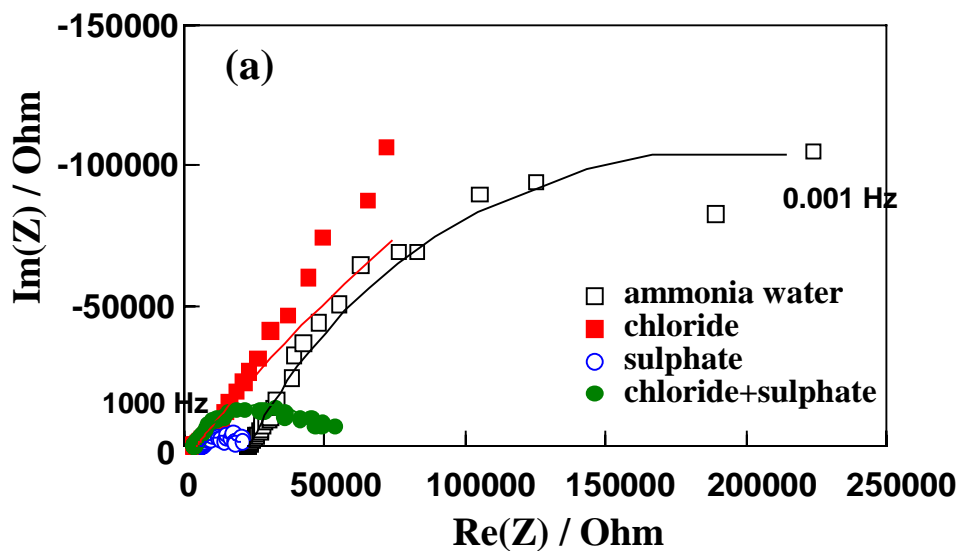 -150000
(a)
-100000
0.001 Hz
-50000
ammonia water
chloride
sulphate
chloride+sulphate
1000 Hz
0
0 50000 100000 150000 200000 250000
Re(Z) / Ohm
Im(Z) / Ohm